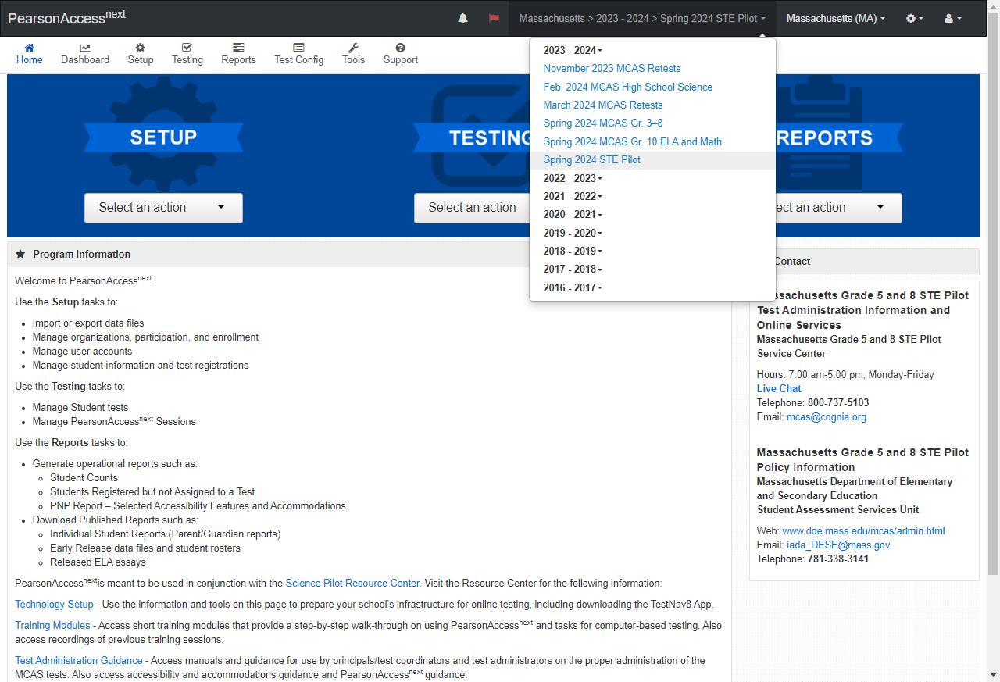 PearsonAccessnext
Massachusetts > 2023 - 2024 > Spring 2024 STE Pilot
Massachusetts (MA)
Home
Dashboard
Setup
Testing
Reports
Test Config
Tools
Support
2023 - 2024
November 2023 MCAS Retests
Feb. 2024 MCAS High School Science
March 2024 MCAS Retests
Spring 2024 MCAS Gr. 3–8
Spring 2024 MCAS Gr. 10 ELA and Math
Spring 2024 STE Pilot
2022 - 2023
2021 - 2022
2020 - 2021
2019 - 2020
2018 - 2019
2017 - 2018
2016 - 2017
SETUP
TESTING
REPORTS
Select an action
Select an action
ect an action
Program Information
Welcome to PearsonAccessnext.
Use the Setup tasks to:
Import or export data files
Manage organizations, participation, and enrollment
Manage user accounts
Manage student information and test registrations
Use the Testing tasks to:
Manage Student tests
Manage PearsonAccessnext Sessions
Use the Reports tasks to:
Generate operational reports such as:
Student Counts
Students Registered but not Assigned to a Test
PNP Report – Selected Accessibility Features and Accommodations
Download Published Reports such as:
Individual Student Reports (Parent/Guardian reports)
Early Release data files and student rosters
Released ELA essays
PearsonAccessnextis meant to be used in conjunction with the Science Pilot Resource Center. Visit the Resource Center for the following information:
Technology Setup - Use the information and tools on this page to prepare your school’s infrastructure for online testing, including downloading the TestNav8 App.
Training Modules - Access short training modules that provide a step-by-step walk-through on using PearsonAccessnext and tasks for computer-based testing. Also
access recordings of previous training sessions.
Test Administration Guidance - Access manuals and guidance for use by principals/test coordinators and test administrators on the proper administration of the
MCAS tests. Also access accessibility and accommodations guidance and PearsonAccessnext guidance.
Contact
ssachusetts Grade 5 and 8 STE Pilot
Test Administration Information and
Online Services
Massachusetts Grade 5 and 8 STE Pilot
Service Center
Hours: 7:00 am-5:00 pm, Monday-Friday
Live Chat
Telephone: 800-737-5103
Email: mcas@cognia.org
Massachusetts Grade 5 and 8 STE Pilot
Policy Information
Massachusetts Department of Elementary
and Secondary Education
Student Assessment Services Unit
Web: www.doe.mass.edu/mcas/admin.html
Email: iada_DESE@mass.gov
Telephone: 781-338-3141